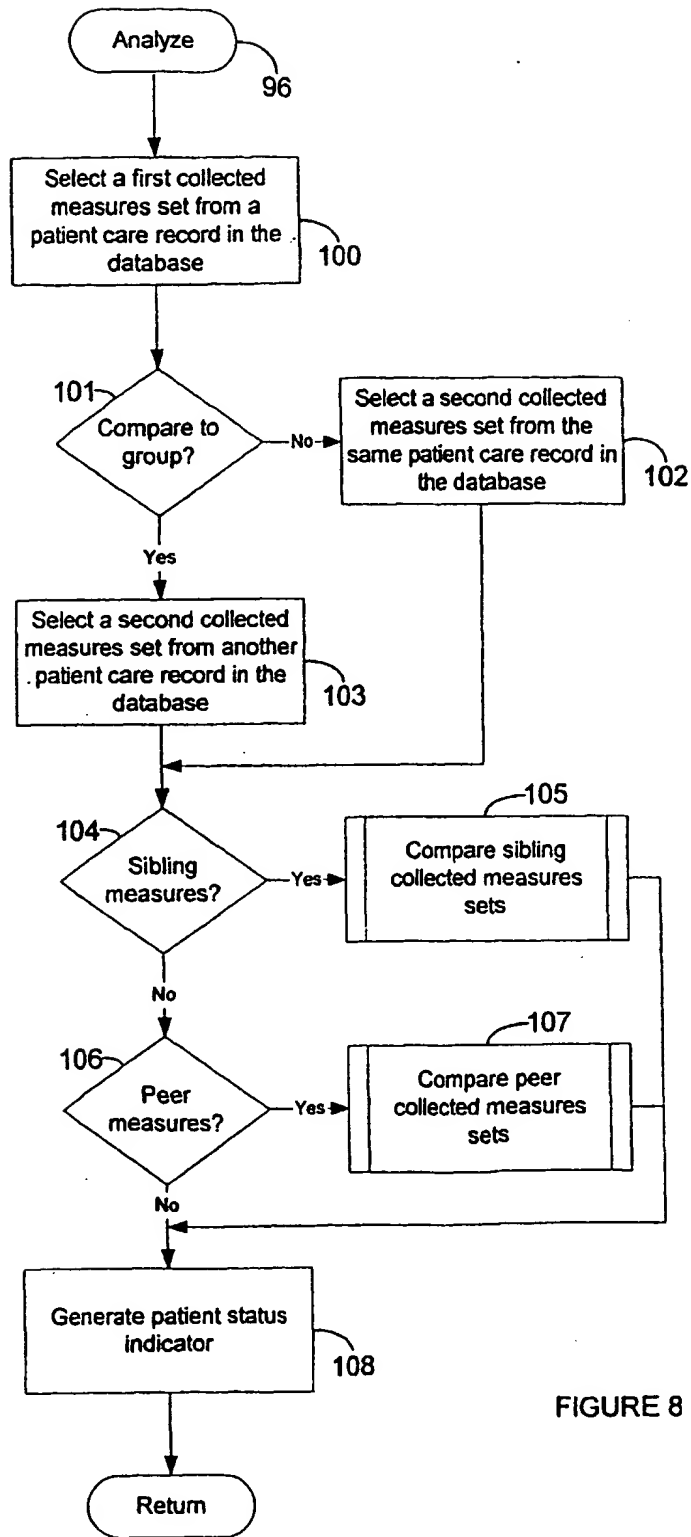 Analyze
96
Select a first collected
measures set from a
patient care record in the
database
100
101
Compare to
group?
No
Select a second collected
measures set from the
same patient care record in
the database
102
Yes
Select a second collected
measures set from another
patient care record in the
database
103
104
Sibling
measures?
Yes
105
Compare sibling
collected measures
sets
No
106
Peer
measures?
Yes
107
Compare peer
collected measures
sets
No
Generate patient status
indicator
108
FIGURE 8
Return